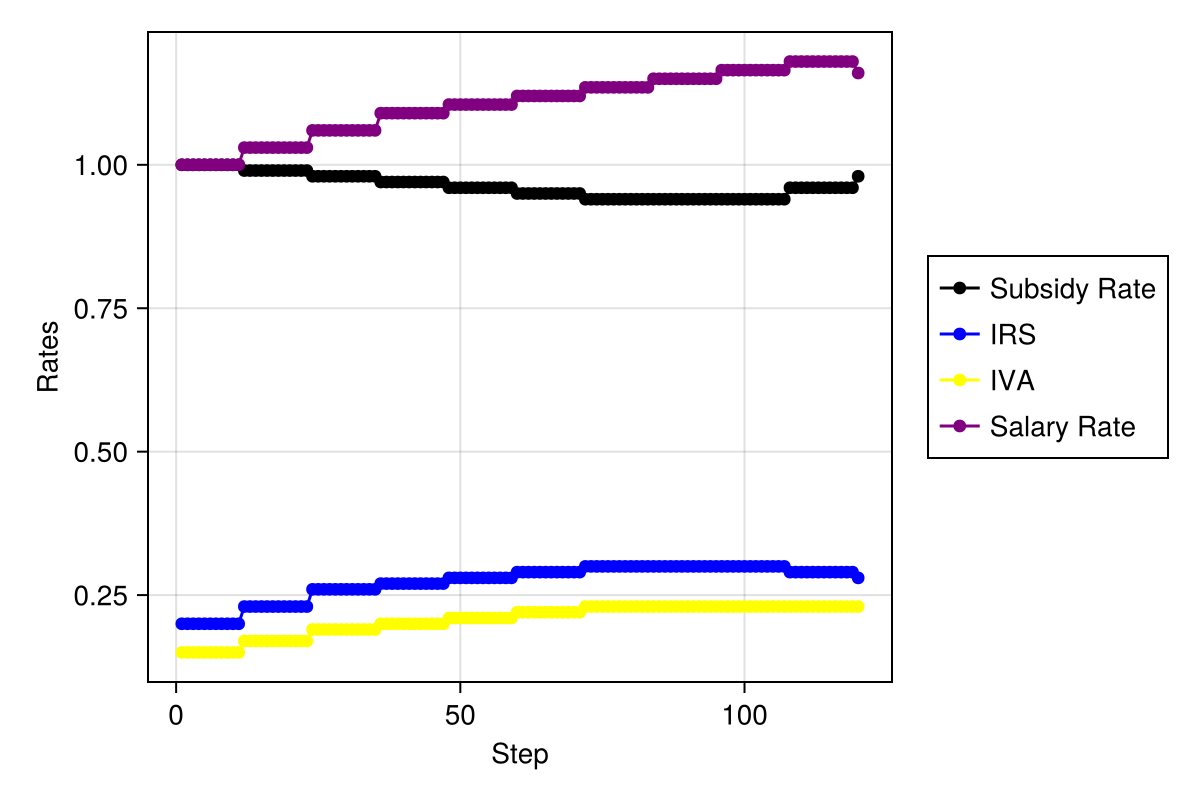 1.00
0.75
0.50
0.25
Rates
0
50
100
Step
Subsidy Rate
IRS
IVA
Salary Rate